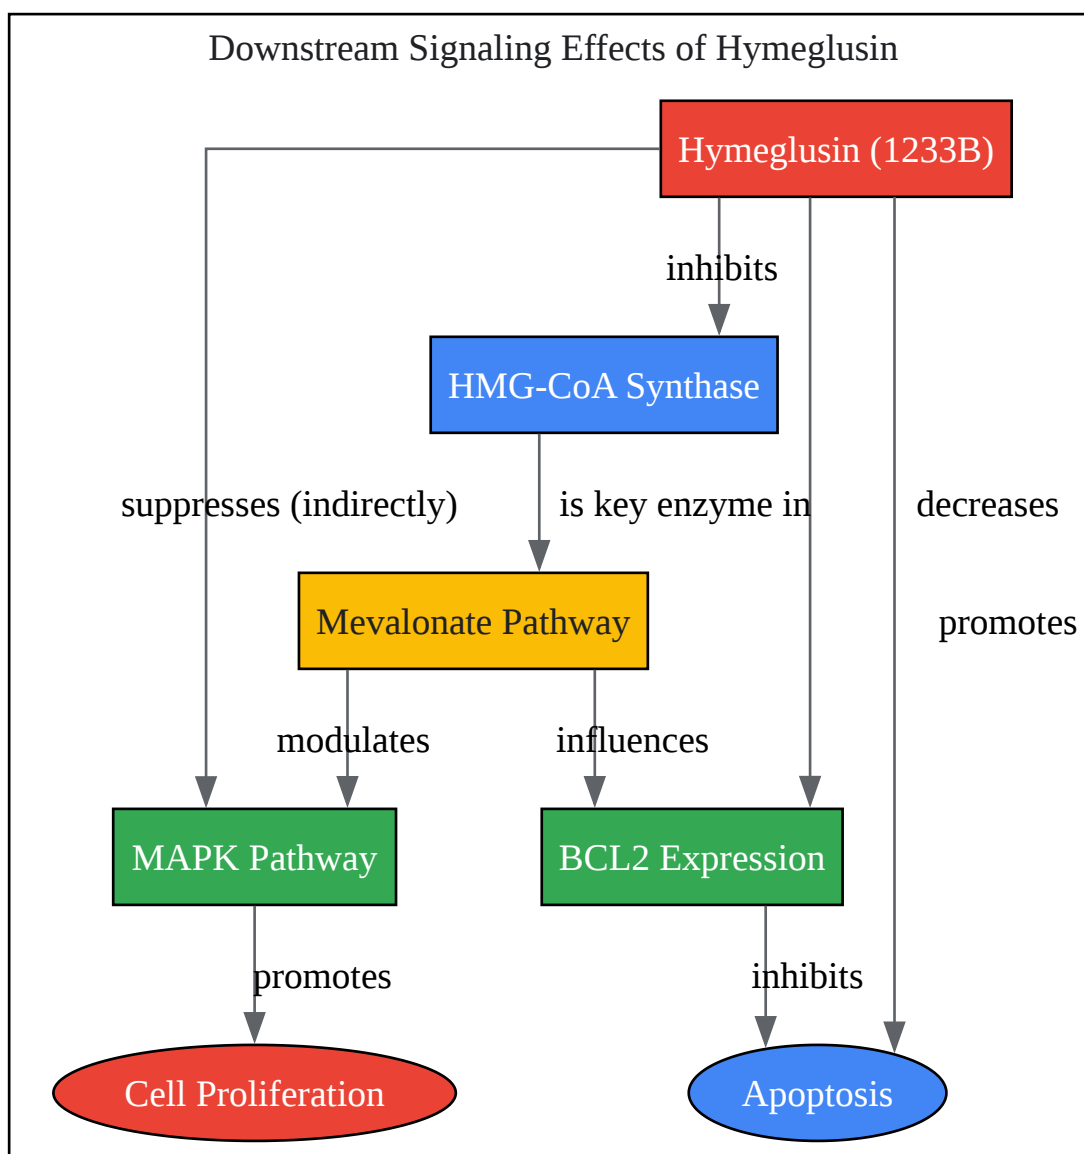 Downstream Signaling Effects of Hymeglusin
Hymeglusin (1233B)
inhibits
HMG-CoA Synthase
suppresses (indirectly)
is key enzyme in
decreases
Mevalonate Pathway
promotes
modulates
influences
MAPK Pathway
BCL2 Expression
promotes
inhibits
Cell Proliferation
Apoptosis